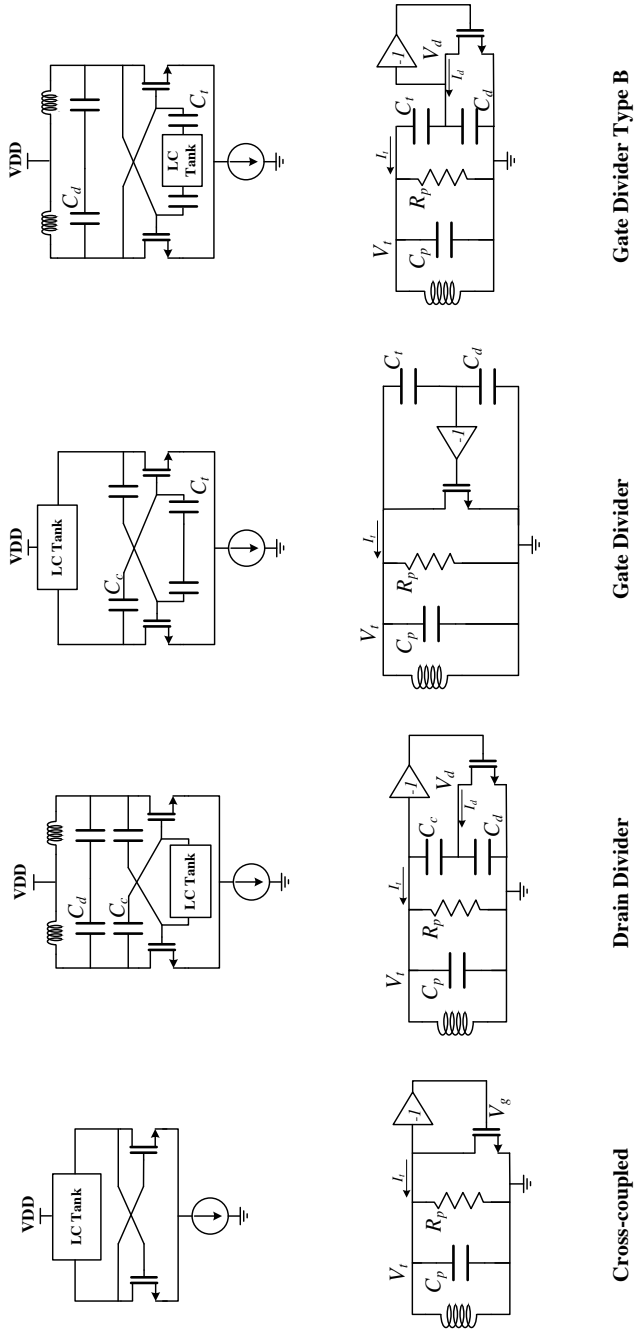 VDD
LC Tank
V_t
C_p
R_p
I_t
-1
V_g
Cross-coupled
VDD
C_d
C_c
LC Tank
V_t
C_p
R_p
I_t
C_c
C_d
I_d
V_d
-1
Drain Divider
VDD
LC Tank
C_c
C_t
V_t
C_p
R_p
I_t
-1
C_t
C_d
Gate Divider
VDD
C_d
LC
Tank
C_t
V_t
C_p
R_p
I_t
C_t
C_d
I_d
V_d
-1
Gate Divider Type B